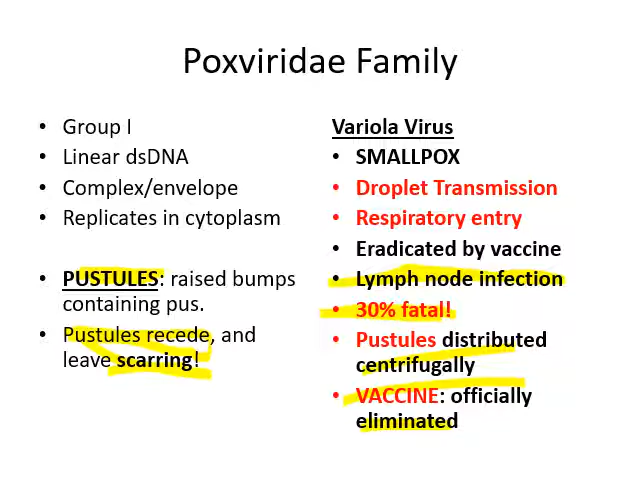 Poxviridae Family
• Group I
• Linear dsDNA
• Complex/envelope
• Replicates in cytoplasm
• PUSTULES: raised bumps
containing pus.
• Pustules recede, and
leave scarring!
Variola Virus
• SMALLPOX
• Droplet Transmission
• Respiratory entry
• Eradicated by vaccine
• Lymph node infection
• 30% fatal!
• Pustules distributed
centrifugally
• VACCINE: officially
eliminated